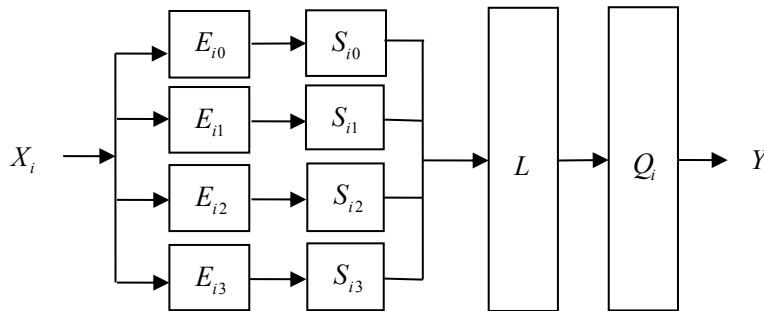 E_{i0} S_{i0}
E_{i1} S_{i1}
X_i L Q_i Y
E_{i2} S_{i2}
E_{i3} S_{i3}